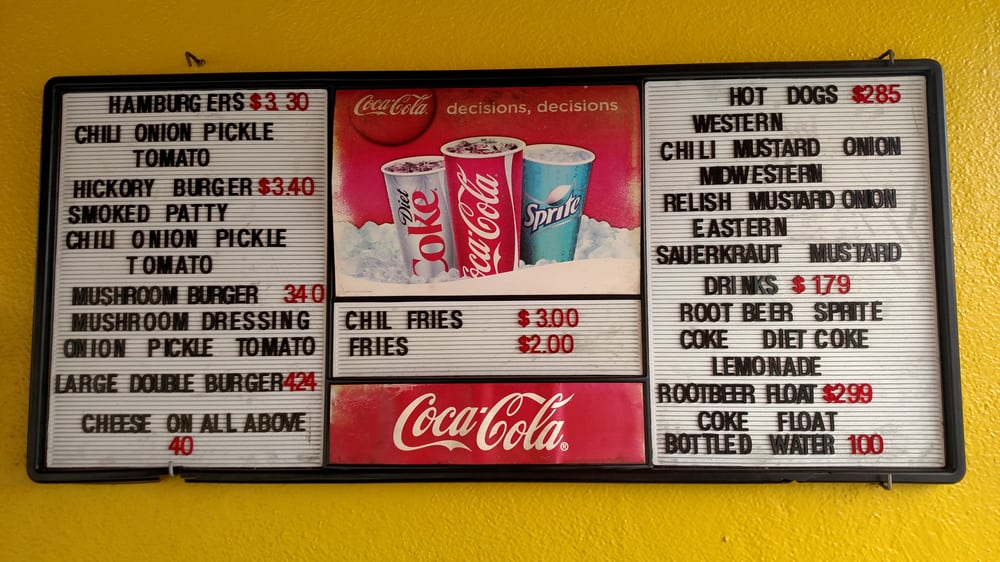 HAMBURGERS $3.30
CHILI ONION PICKLE
TOMATO
HICKORY BURGER $3.40
SMOKED PATTY
CHILI ONION PICKLE
TOMATO
MUSHROOM BURGER 340
MUSHROOM DRESSING
ONION PICKLE TOMATO
LARGE DOUBLE BURGER 424
CHEESE ON ALL ABOVE
40
Coca-Cola decisions, decisions
Diet Coke
Coca-Cola
Sprite
CHIL FRIES $3.00
FRIES $2.00
Coca-Cola®
HOT DOGS $285
WESTERN
CHILI MUSTARD ONION
MIDWESTERN
RELISH MUSTARD ONION
EASTERN
SAUERKRAUT MUSTARD
DRINKS $179
ROOT BEER SPRITE
COKE DIET COKE
LEMONADE
ROOTBEER FLOAT $299
COKE FLOAT
BOTTLED WATER 100